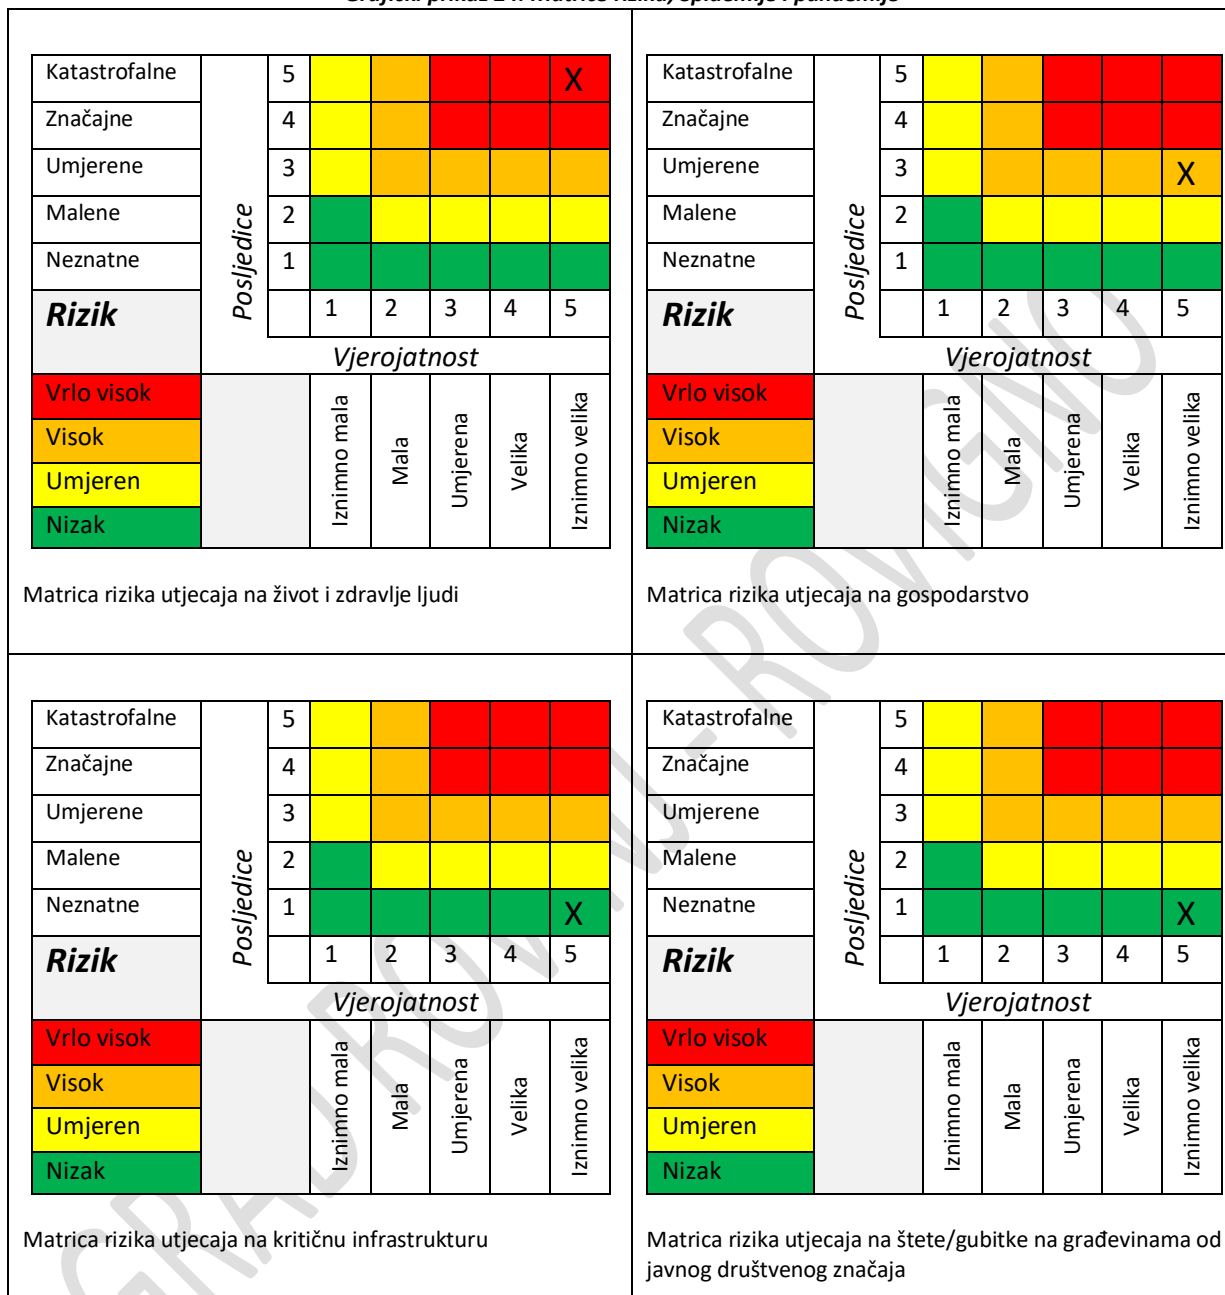 Katastrofalne 5 X
Značajne 4
Umjerene 3
Malene 2
Neznatne 1
Posljedice
Rizik 1 2 3 4 5
Vjerojatnost
Vrlo visok
Visok
Umjeren
Nizak
Iznimno mala
Mala
Umjerena
Velika
Iznimno velika
Matrica rizika utjecaja na život i zdravlje ljudi
Katastrofalne 5
Značajne 4
Umjerene 3 X
Malene 2
Neznatne 1
Posljedice
Rizik 1 2 3 4 5
Vjerojatnost
Vrlo visok
Visok
Umjeren
Nizak
Iznimno mala
Mala
Umjerena
Velika
Iznimno velika
Matrica rizika utjecaja na gospodarstvo
Katastrofalne 5
Značajne 4
Umjerene 3
Malene 2
Neznatne 1 X
Posljedice
Rizik 1 2 3 4 5
Vjerojatnost
Vrlo visok
Visok
Umjeren
Nizak
Iznimno mala
Mala
Umjerena
Velika
Iznimno velika
Matrica rizika utjecaja na kritičnu infrastrukturu
Katastrofalne 5
Značajne 4
Umjerene 3
Malene 2
Neznatne 1 X
Posljedice
Rizik 1 2 3 4 5
Vjerojatnost
Vrlo visok
Visok
Umjeren
Nizak
Iznimno mala
Mala
Umjerena
Velika
Iznimno velika
Matrica rizika utjecaja na štete/gubitke na građevinama od
javnog društvenog značaja
GRAD ROVINJ - ROVIGNO